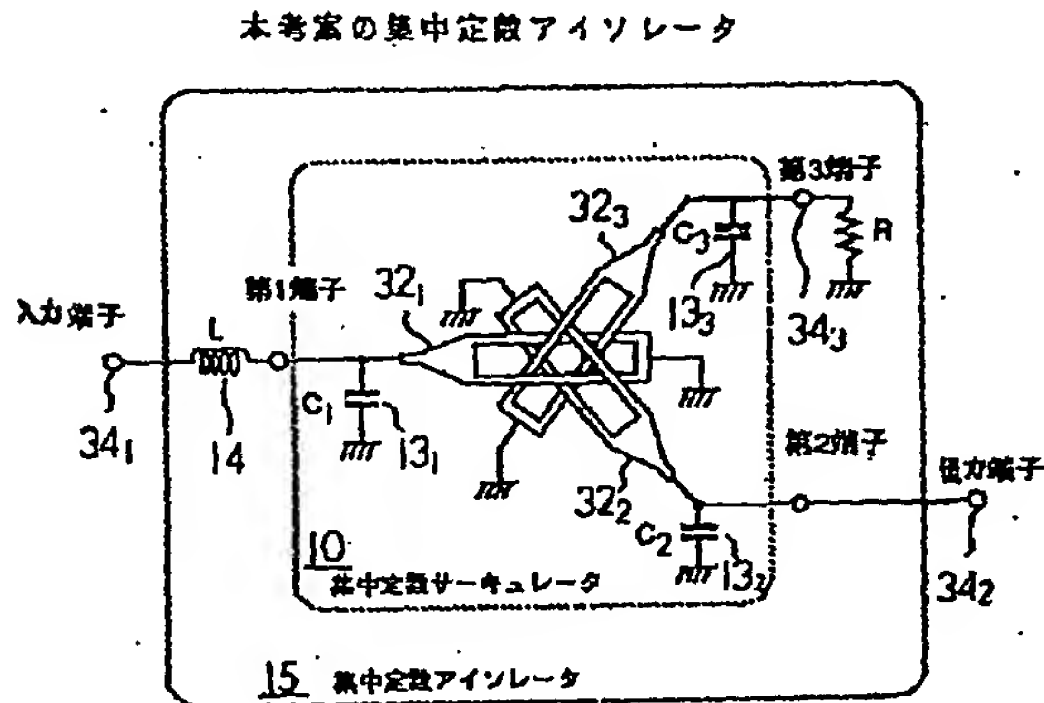 本考案の集中定数アイソレータ
第3端子
32₃
C₃
R
13₃
34₃
第1端子
32₁
入力端子
L
C₁
34₁
14
13₁
第2端子
出力端子
32₂
C₂
13₂
34₂
10
集中定数サーキュレータ
15 集中定数アイソレータ